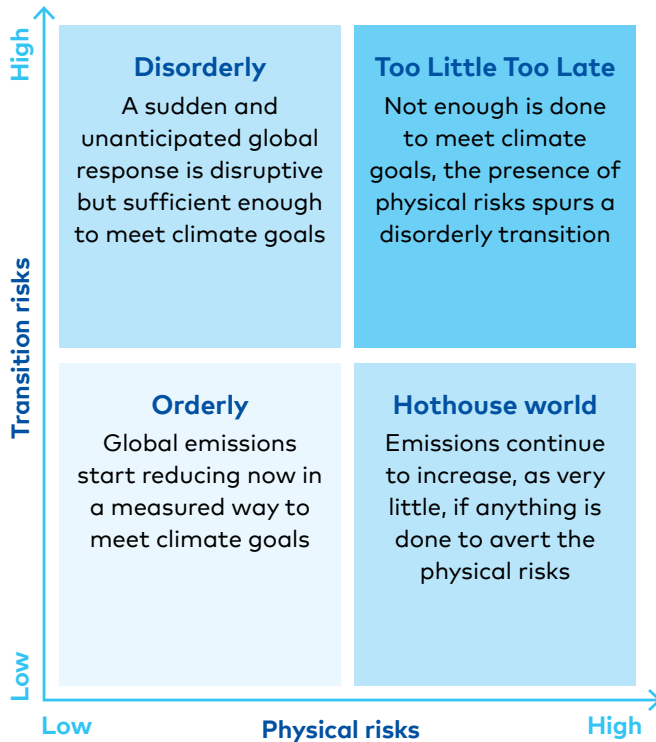 High
Transition risks
Low
Disorderly
A sudden and
unanticipated global
response is disruptive
but sufficient enough
to meet climate goals
Too Little Too Late
Not enough is done
to meet climate
goals, the presence of
physical risks spurs a
disorderly transition
Orderly
Global emissions
start reducing now in
a measured way to
meet climate goals
Hothouse world
Emissions continue
to increase, as very
little, if anything is
done to avert the
physical risks
Low
Physical risks
High